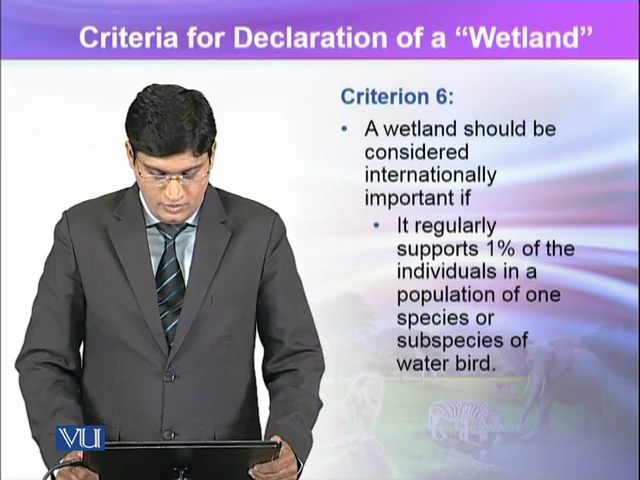 Criteria for Declaration of a “Wetland”
Criterion 6:
• A wetland should be
considered
internationally
important if
• It regularly
supports 1% of the
individuals in a
population of one
species or
subspecies of
water bird.
VU